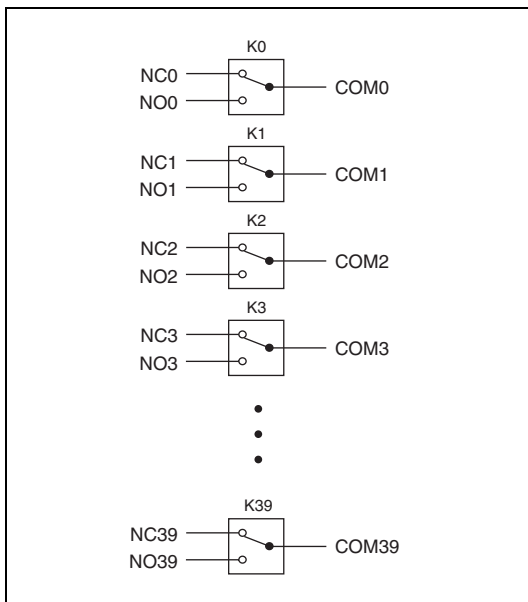 K0
NC0 COM0
NO0
K1
NC1 COM1
NO1
K2
NC2 COM2
NO2
K3
NC3 COM3
NO3
K39
NC39 COM39
NO39